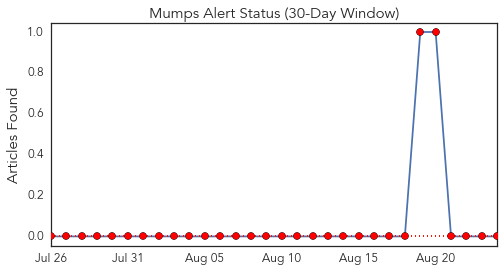 Mumps Alert Status (30-Day Window)
Articles Found
1.0
0.8
0.6
0.4
0.2
0.0
Jul 26 Jul 31 Aug 05 Aug 10 Aug 15 Aug 20